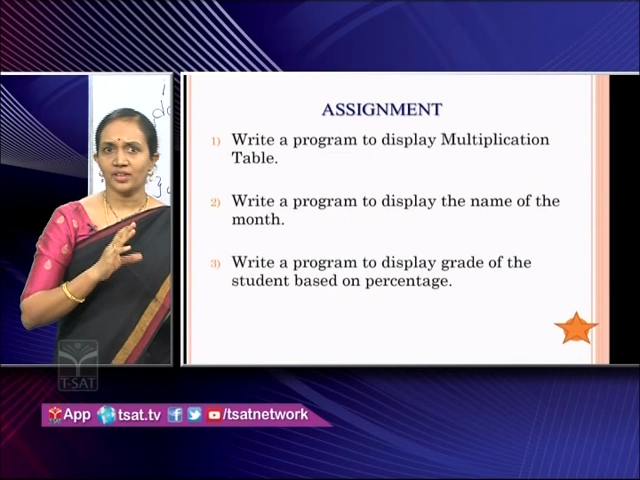 ASSIGNMENT
1) Write a program to display Multiplication
Table.
2) Write a program to display the name of the
month.
3) Write a program to display grade of the
student based on percentage.
T-SAT
App tsat.tv /tsatnetwork